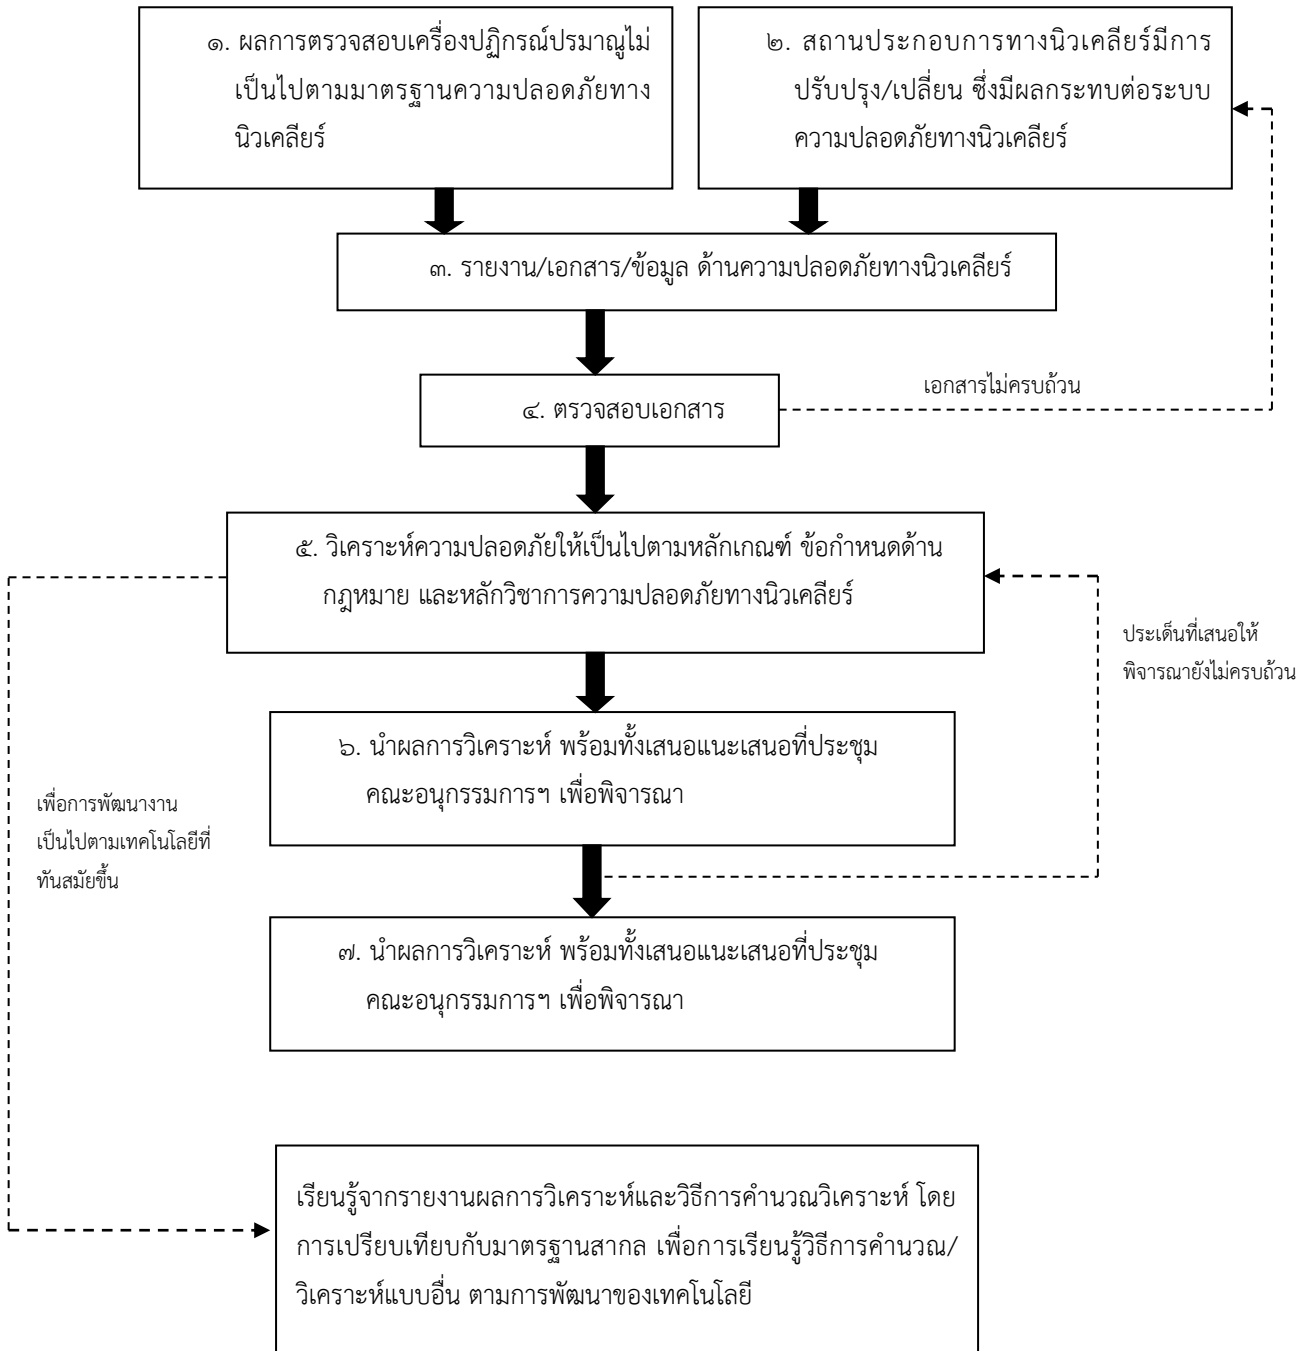 ๑. ผลการตรวจสอบเครื่องปฏิกรณ์ปรมาณูไม่
เป็นไปตามมาตรฐานความปลอดภัยทาง
นิวเคลียร์
๒. สถานประกอบการทางนิวเคลียร์มีการ
ปรับปรุง/เปลี่ยน ซึ่งมีผลกระทบต่อระบบ
ความปลอดภัยทางนิวเคลียร์
๓. รายงาน/เอกสาร/ข้อมูล ด้านความปลอดภัยทางนิวเคลียร์
เอกสารไม่ครบถ้วน
๔. ตรวจสอบเอกสาร
๕. วิเคราะห์ความปลอดภัยให้เป็นไปตามหลักเกณฑ์ ข้อกำหนดด้าน
กฎหมาย และหลักวิชาการความปลอดภัยทางนิวเคลียร์
ประเด็นที่เสนอให้
พิจารณายังไม่ครบถ้วน
๖. นำผลการวิเคราะห์ พร้อมทั้งเสนอแนะเสนอที่ประชุม
คณะอนุกรรมการฯ เพื่อพิจารณา
เพื่อการพัฒนางาน
เป็นไปตามเทคโนโลยีที่
ทันสมัยขึ้น
๗. นำผลการวิเคราะห์ พร้อมทั้งเสนอแนะเสนอที่ประชุม
คณะอนุกรรมการฯ เพื่อพิจารณา
เรียนรู้จากรายงานผลการวิเคราะห์และวิธีการคำนวณวิเคราะห์ โดย
การเปรียบเทียบกับมาตรฐานสากล เพื่อการเรียนรู้วิธีการคำนวณ/
วิเคราะห์แบบอื่น ตามการพัฒนาของเทคโนโลยี